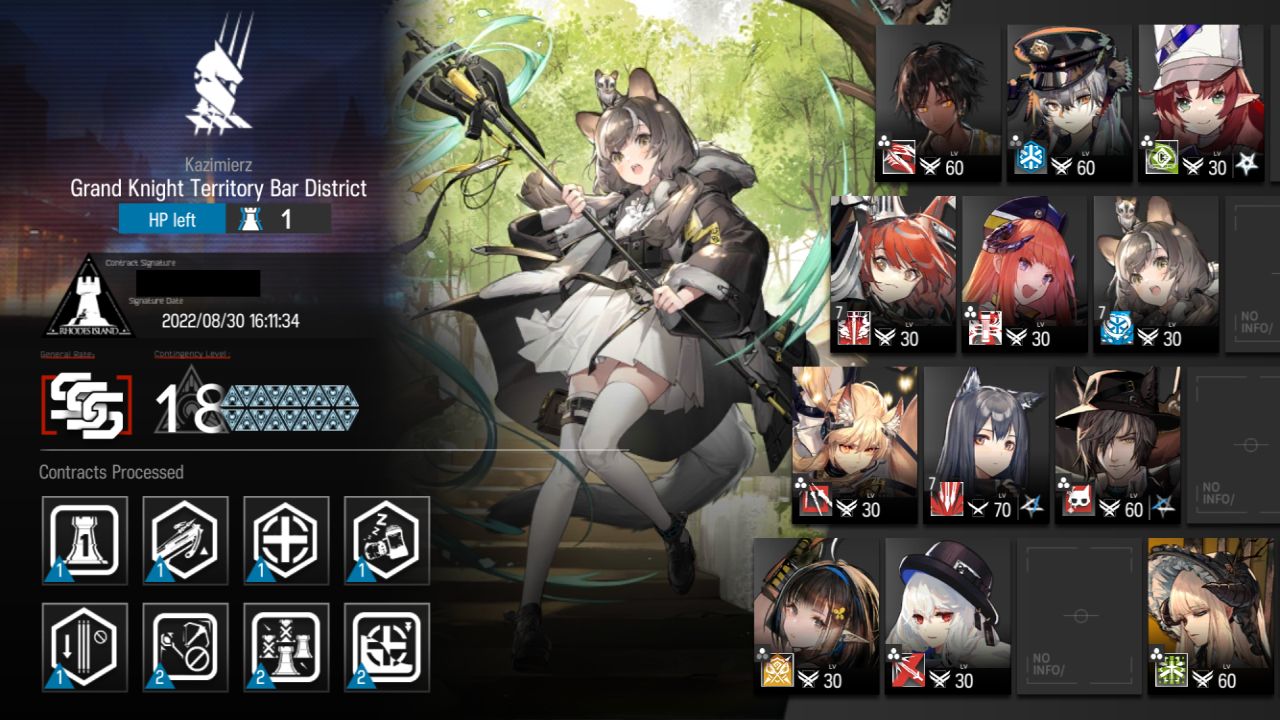 Kazimierz
Grand Knight Territory Bar District
HP left 1
Contract Signature
Signature Date
2022/08/30 16:11:34
RHODES ISLAND
General Rate:
Contingency Level:
18
Contracts Processed
1 1 1 1
1 2 2 2
LV 60
LV 60
LV 30
7 LV 30
LV 30
7 LV 30
NO INFO/
LV 30
7 LV 70
LV 60
NO INFO/
LV 30
LV 30
NO INFO/
LV 60